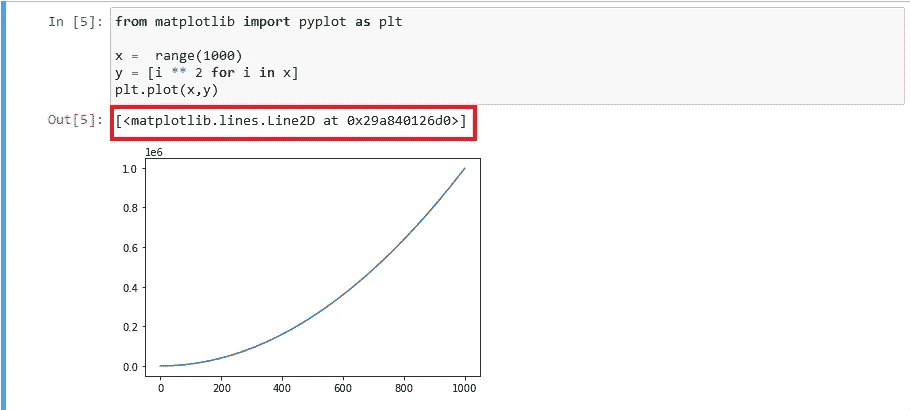 In [5]: from matplotlib import pyplot as plt
x =  range(1000)
y = [i ** 2 for i in x]
plt.plot(x,y)
Out[5]: [<matplotlib.lines.Line2D at 0x29a840126d0>]
1e6
1.0
0.8
0.6
0.4
0.2
0.0
0 200 400 600 800 1000